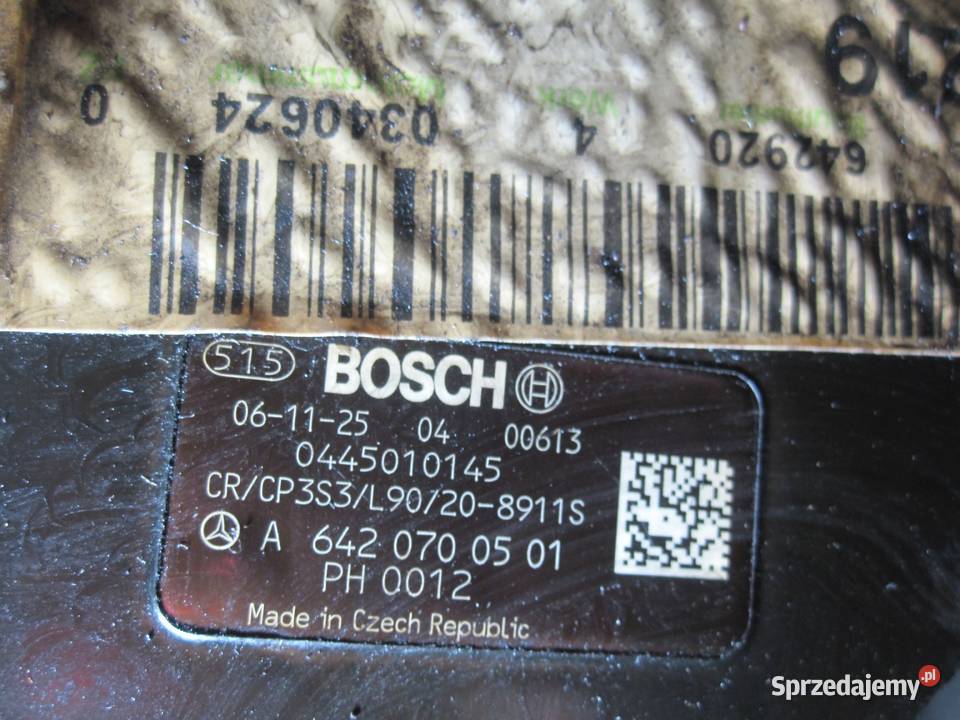 642920 4 0340624 0
515 BOSCH
06-11-25 04 00613
0445010145
CR/CP3S3/L90/20-8911S
A 642 070 05 01
PH 0012
Made in Czech Republic
Sprzedajemy.pl